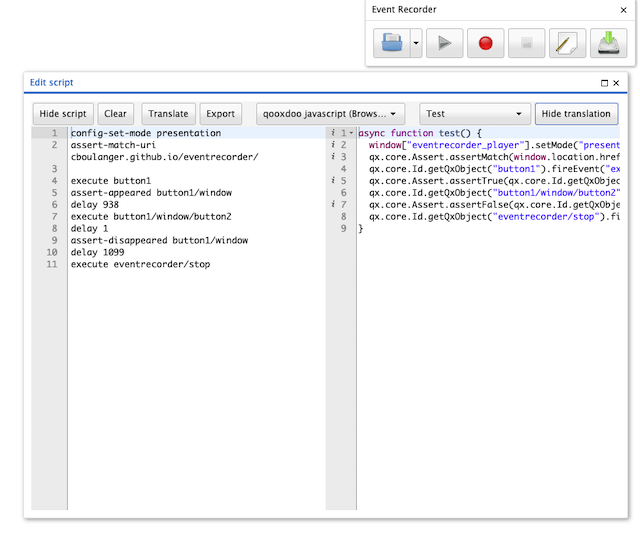 Event Recorder
Edit script
Hide script Clear Translate Export qooxdoo javascript (Brows... Test Hide translation
1 config-set-mode presentation
2 assert-match-uri
cboulanger.github.io/eventrecorder/
3
4 execute button1
5 assert-appeared button1/window
6 delay 938
7 execute button1/window/button2
8 delay 1
9 assert-disappeared button1/window
10 delay 1099
11 execute eventrecorder/stop
i 1 async function test() {
i 2 window["eventrecorder_player"].setMode("present
i 3 qx.core.Assert.assertMatch(window.location.href
4 qx.core.Id.getQxObject("button1").fireEvent("ex
i 5 qx.core.Assert.assertTrue(qx.core.Id.getQxObjec
6 qx.core.Id.getQxObject("button1/window/button2"
i 7 qx.core.Assert.assertFalse(qx.core.Id.getQxObje
8 qx.core.Id.getQxObject("eventrecorder/stop").fi
9 }